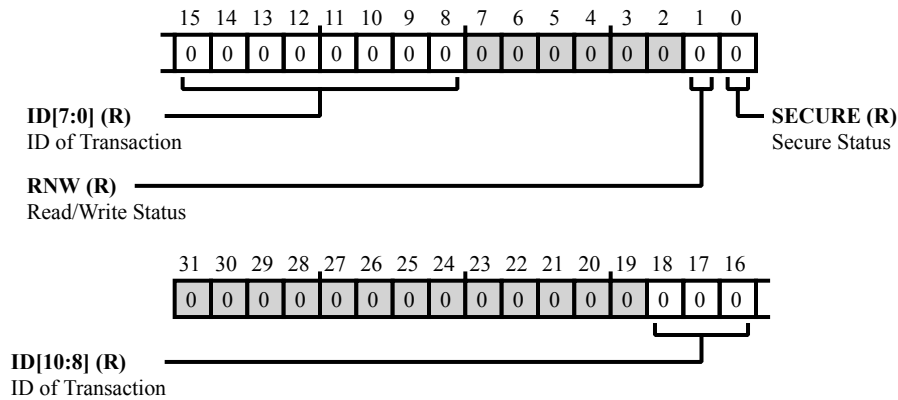 15 14 13 12 11 10 9 8 7 6 5 4 3 2 1 0
0 0 0 0 0 0 0 0 0 0 0 0 0 0 0 0
ID[7:0] (R)
ID of Transaction
SECURE (R)
Secure Status
RNW (R)
Read/Write Status
31 30 29 28 27 26 25 24 23 22 21 20 19 18 17 16
0 0 0 0 0 0 0 0 0 0 0 0 0 0 0 0
ID[10:8] (R)
ID of Transaction